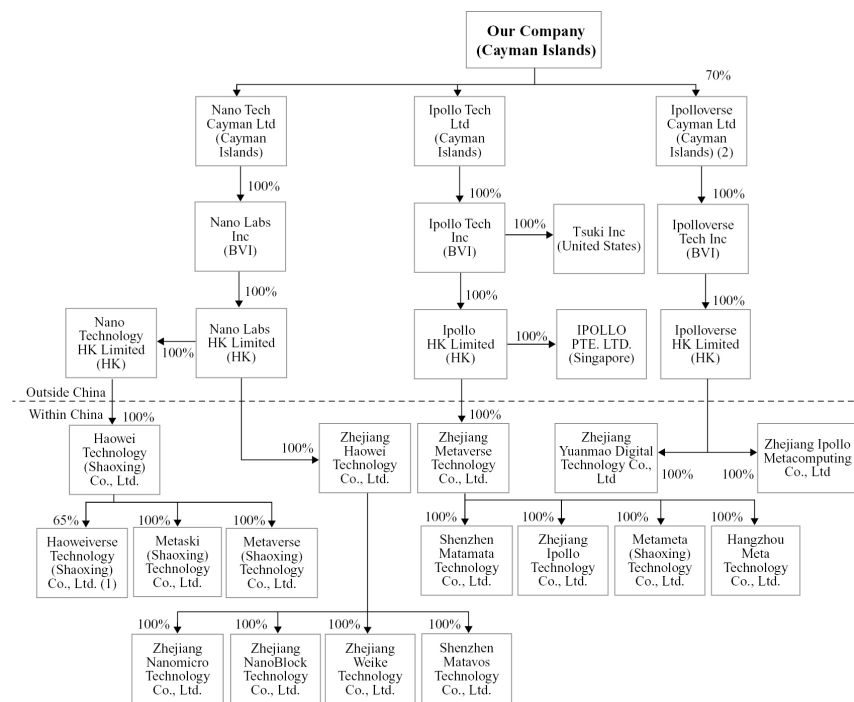 Our Company
(Cayman Islands)
70%
Nano Tech
Cayman Ltd
(Cayman
Islands)
Ipollo Tech
Ltd
(Cayman
Islands)
Ipolloverse
Cayman Ltd
(Cayman
Islands) (2)
100%
100%
100%
Nano Labs
Inc
(BVI)
Ipollo Tech
Inc
(BVI)
100%
Tsuki Inc
(United States)
Ipolloverse
Tech Inc
(BVI)
100%
100%
100%
Nano
Technology
HK Limited
(HK)
100%
Nano Labs
HK Limited
(HK)
Ipollo
HK Limited
(HK)
100%
IPOLLO
PTE. LTD.
(Singapore)
Ipolloverse
HK Limited
(HK)
Outside China
Within China
100%
100%
Haowei
Technology
(Shaoxing)
Co., Ltd.
100%
Zhejiang
Haowei
Technology
Co., Ltd.
Zhejiang
Metaverse
Technology
Co., Ltd.
Zhejiang
Yuanmao Digital
Technology Co.,
Ltd
100%
100%
Zhejiang Ipollo
Metacomputing
Co., Ltd
65%
100%
100%
100%
100%
100%
100%
Haoweiverse
Technology
(Shaoxing)
Co., Ltd. (1)
Metaski
(Shaoxing)
Technology
Co., Ltd.
Metaverse
(Shaoxing)
Technology
Co., Ltd.
Shenzhen
Matamata
Technology
Co., Ltd.
Zhejiang
Ipollo
Technology
Co., Ltd.
Metameta
(Shaoxing)
Technology
Co., Ltd.
Hangzhou
Meta
Technology
Co., Ltd.
100%
100%
100%
100%
Zhejiang
Nanomicro
Technology
Co., Ltd.
Zhejiang
NanoBlock
Technology
Co., Ltd.
Zhejiang
Weike
Technology
Co., Ltd.
Shenzhen
Matavos
Technology
Co., Ltd.